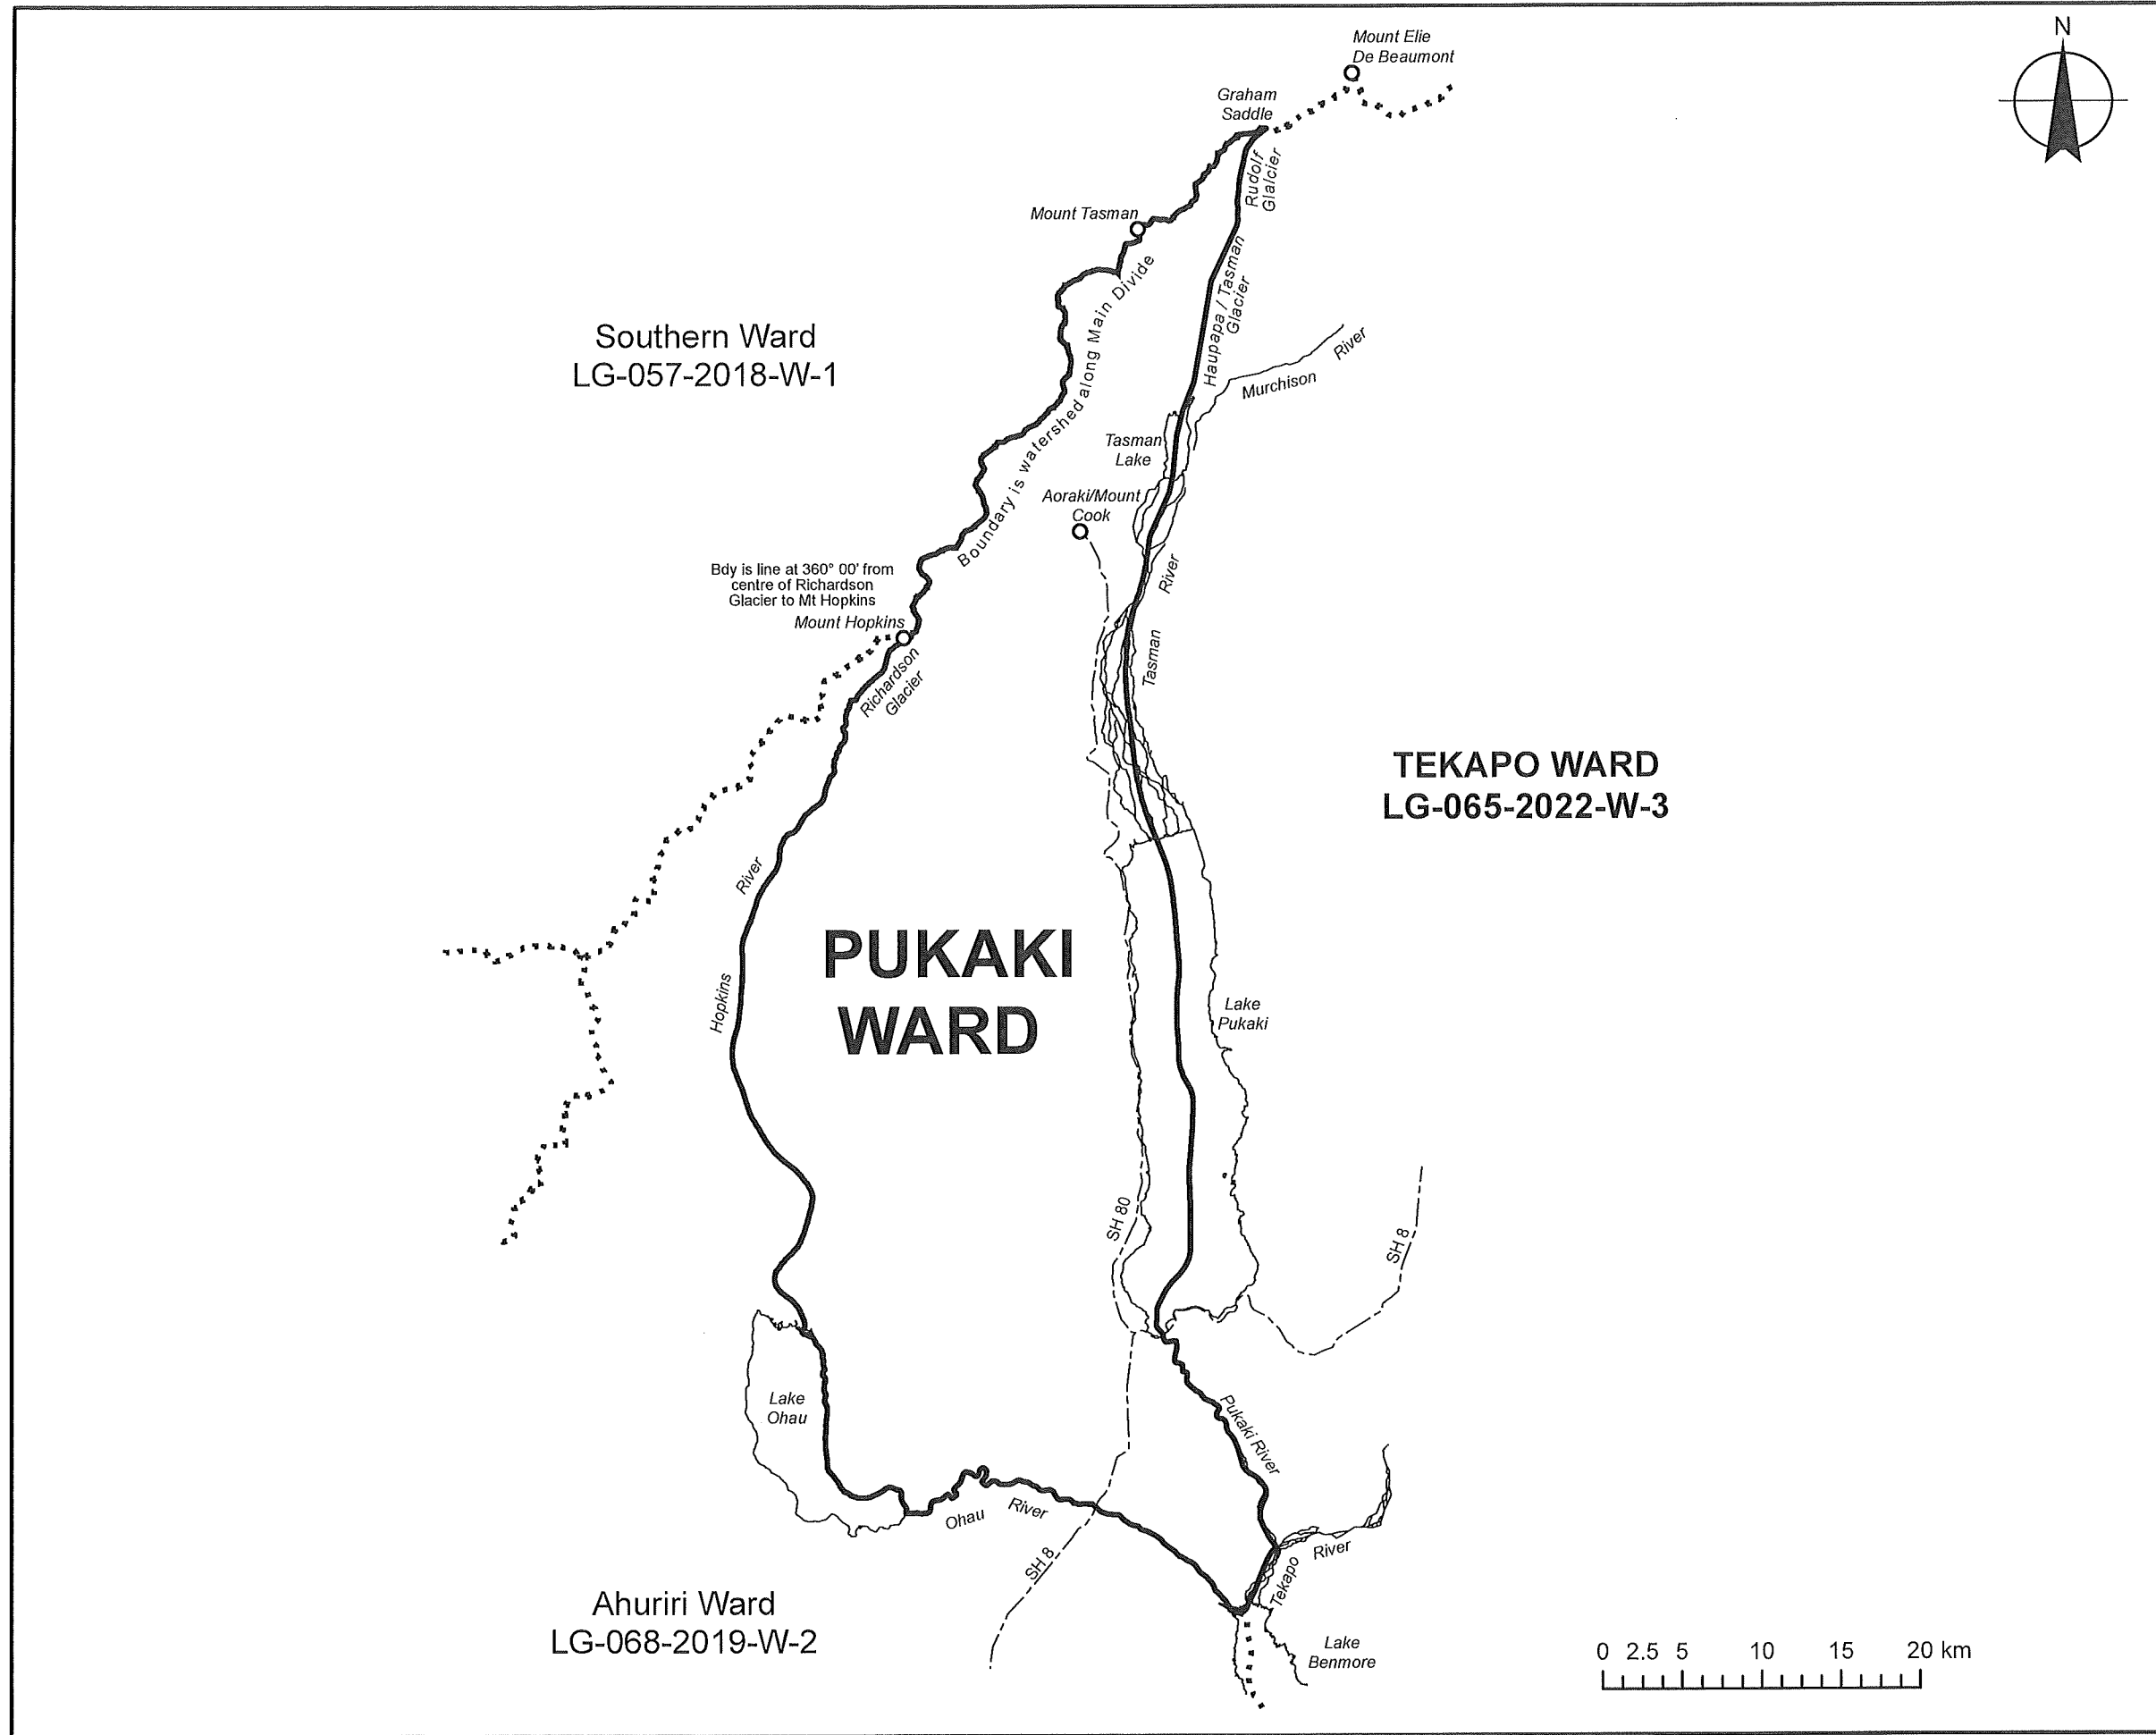 N
Mount Elie
De Beaumont
Graham
Saddle
Rudolf
Glalcier
Mount Tasman
Haupapa / Tasman
Glacier
Boundary is watershed along Main Divide
Southern Ward
LG-057-2018-W-1
Murchison River
Tasman
Lake
Aoraki/Mount
Cook
Bdy is line at 360° 00' from
centre of Richardson
Glacier to Mt Hopkins
Mount Hopkins
Richardson
Glacier
Tasman River
TEKAPO WARD
LG-065-2022-W-3
Hopkins River
PUKAKI
WARD
Lake
Pukaki
SH 80
SH 8
Lake
Ohau
Pukaki River
Ohau River
SH 8
Tekapo River
Ahuriri Ward
LG-068-2019-W-2
Lake
Benmore
0 2.5 5 10 15 20 km